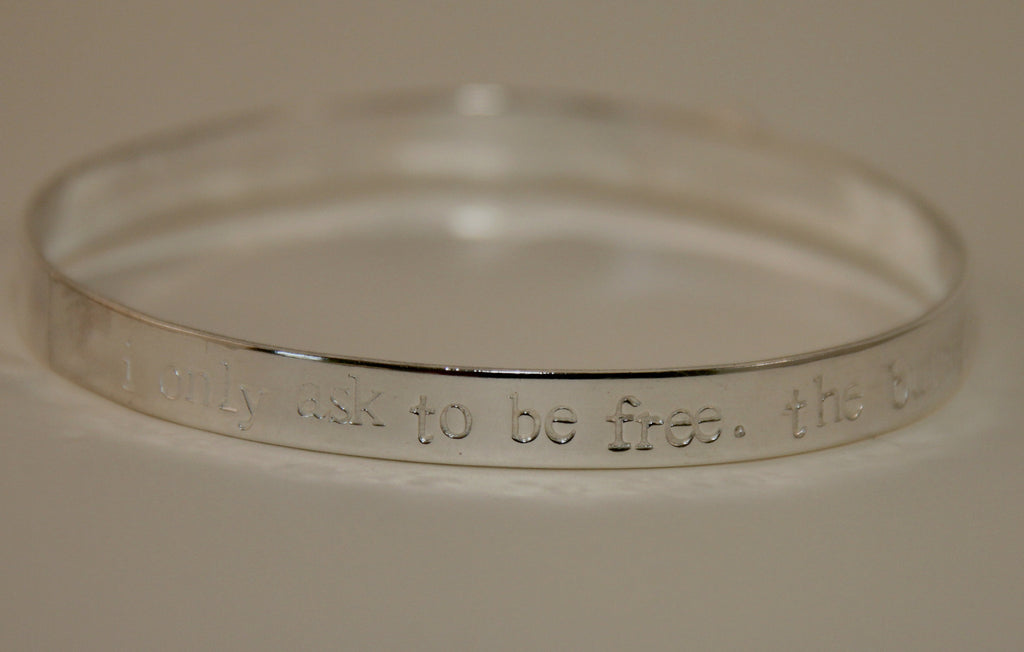 i only ask to be free. the